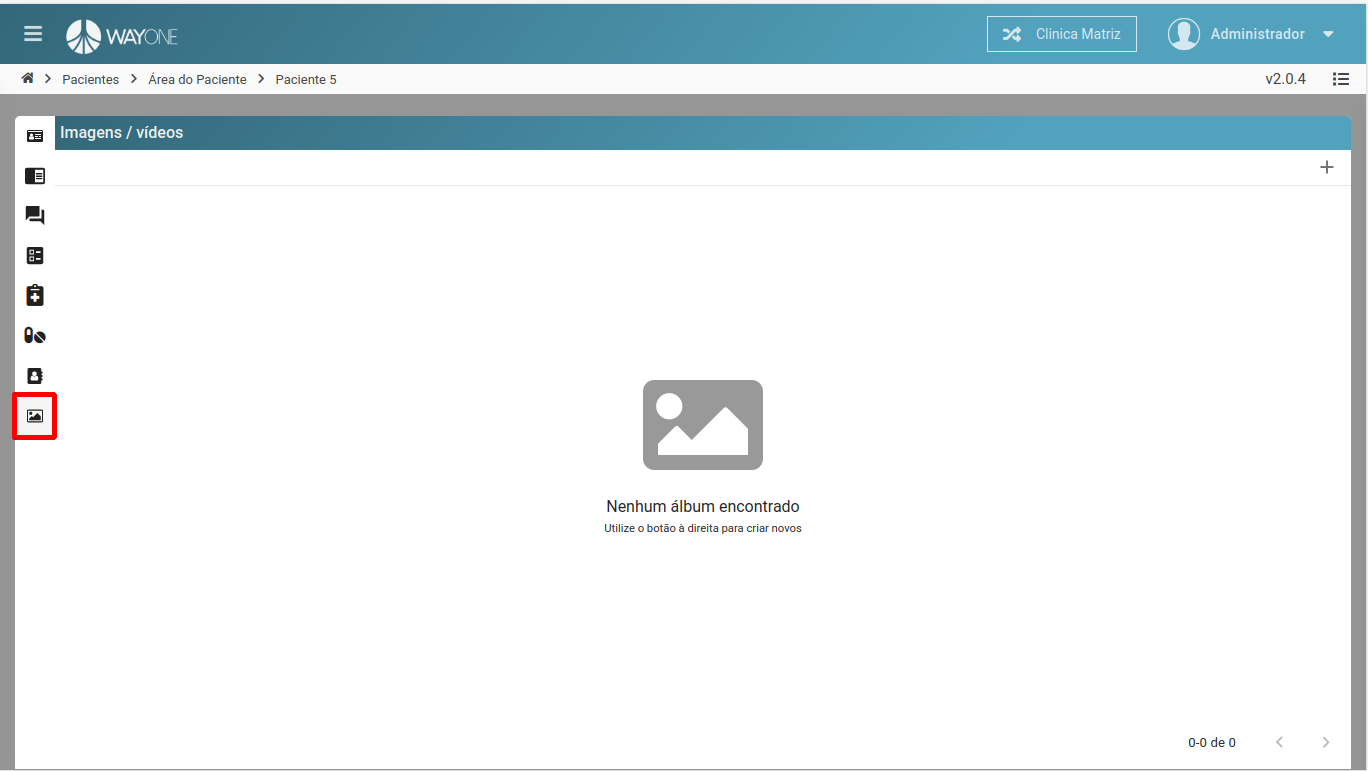 WAYONE
Clinica Matriz
Administrador
Pacientes
Área do Paciente
Paciente 5
v2.0.4
Imagens / vídeos
Nenhum álbum encontrado
Utilize o botão à direita para criar novos
0-0 de 0